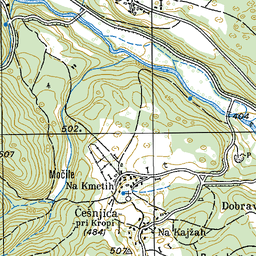 404
502
507
Močile
Na Kmetih
Češnjica
pri Kropi
(484)
Dobrav
Na Kajžah
507